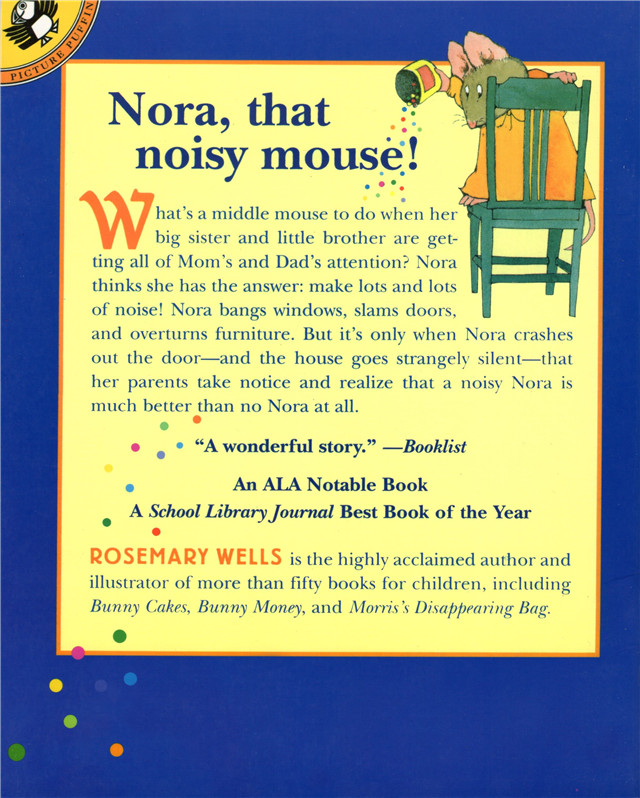 PICTURE PUFFIN
Nora, that
noisy mouse!
What's a middle mouse to do when her
big sister and little brother are get-
ting all of Mom's and Dad's attention? Nora
thinks she has the answer: make lots and lots
of noise! Nora bangs windows, slams doors,
and overturns furniture. But it's only when Nora crashes
out the door—and the house goes strangely silent—that
her parents take notice and realize that a noisy Nora is
much better than no Nora at all.
“A wonderful story.” —Booklist
An ALA Notable Book
A School Library Journal Best Book of the Year
ROSEMARY WELLS is the highly acclaimed author and
illustrator of more than fifty books for children, including
Bunny Cakes, Bunny Money, and Morris's Disappearing Bag.